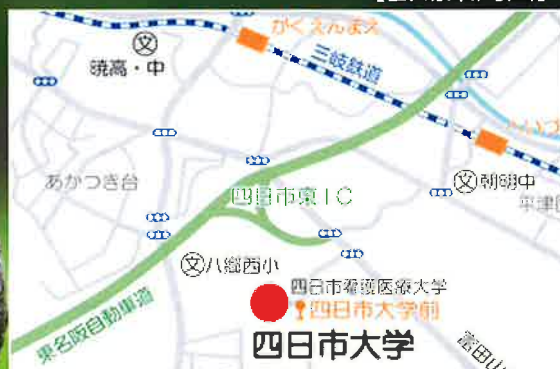 がくえんまえ
暁高・中
三岐鉄道
朝明中
あかつき台
四日市東IC
八郷西小
四日市看護医療大学
四日市大学前
四日市大学
東名阪自動車道
富田山